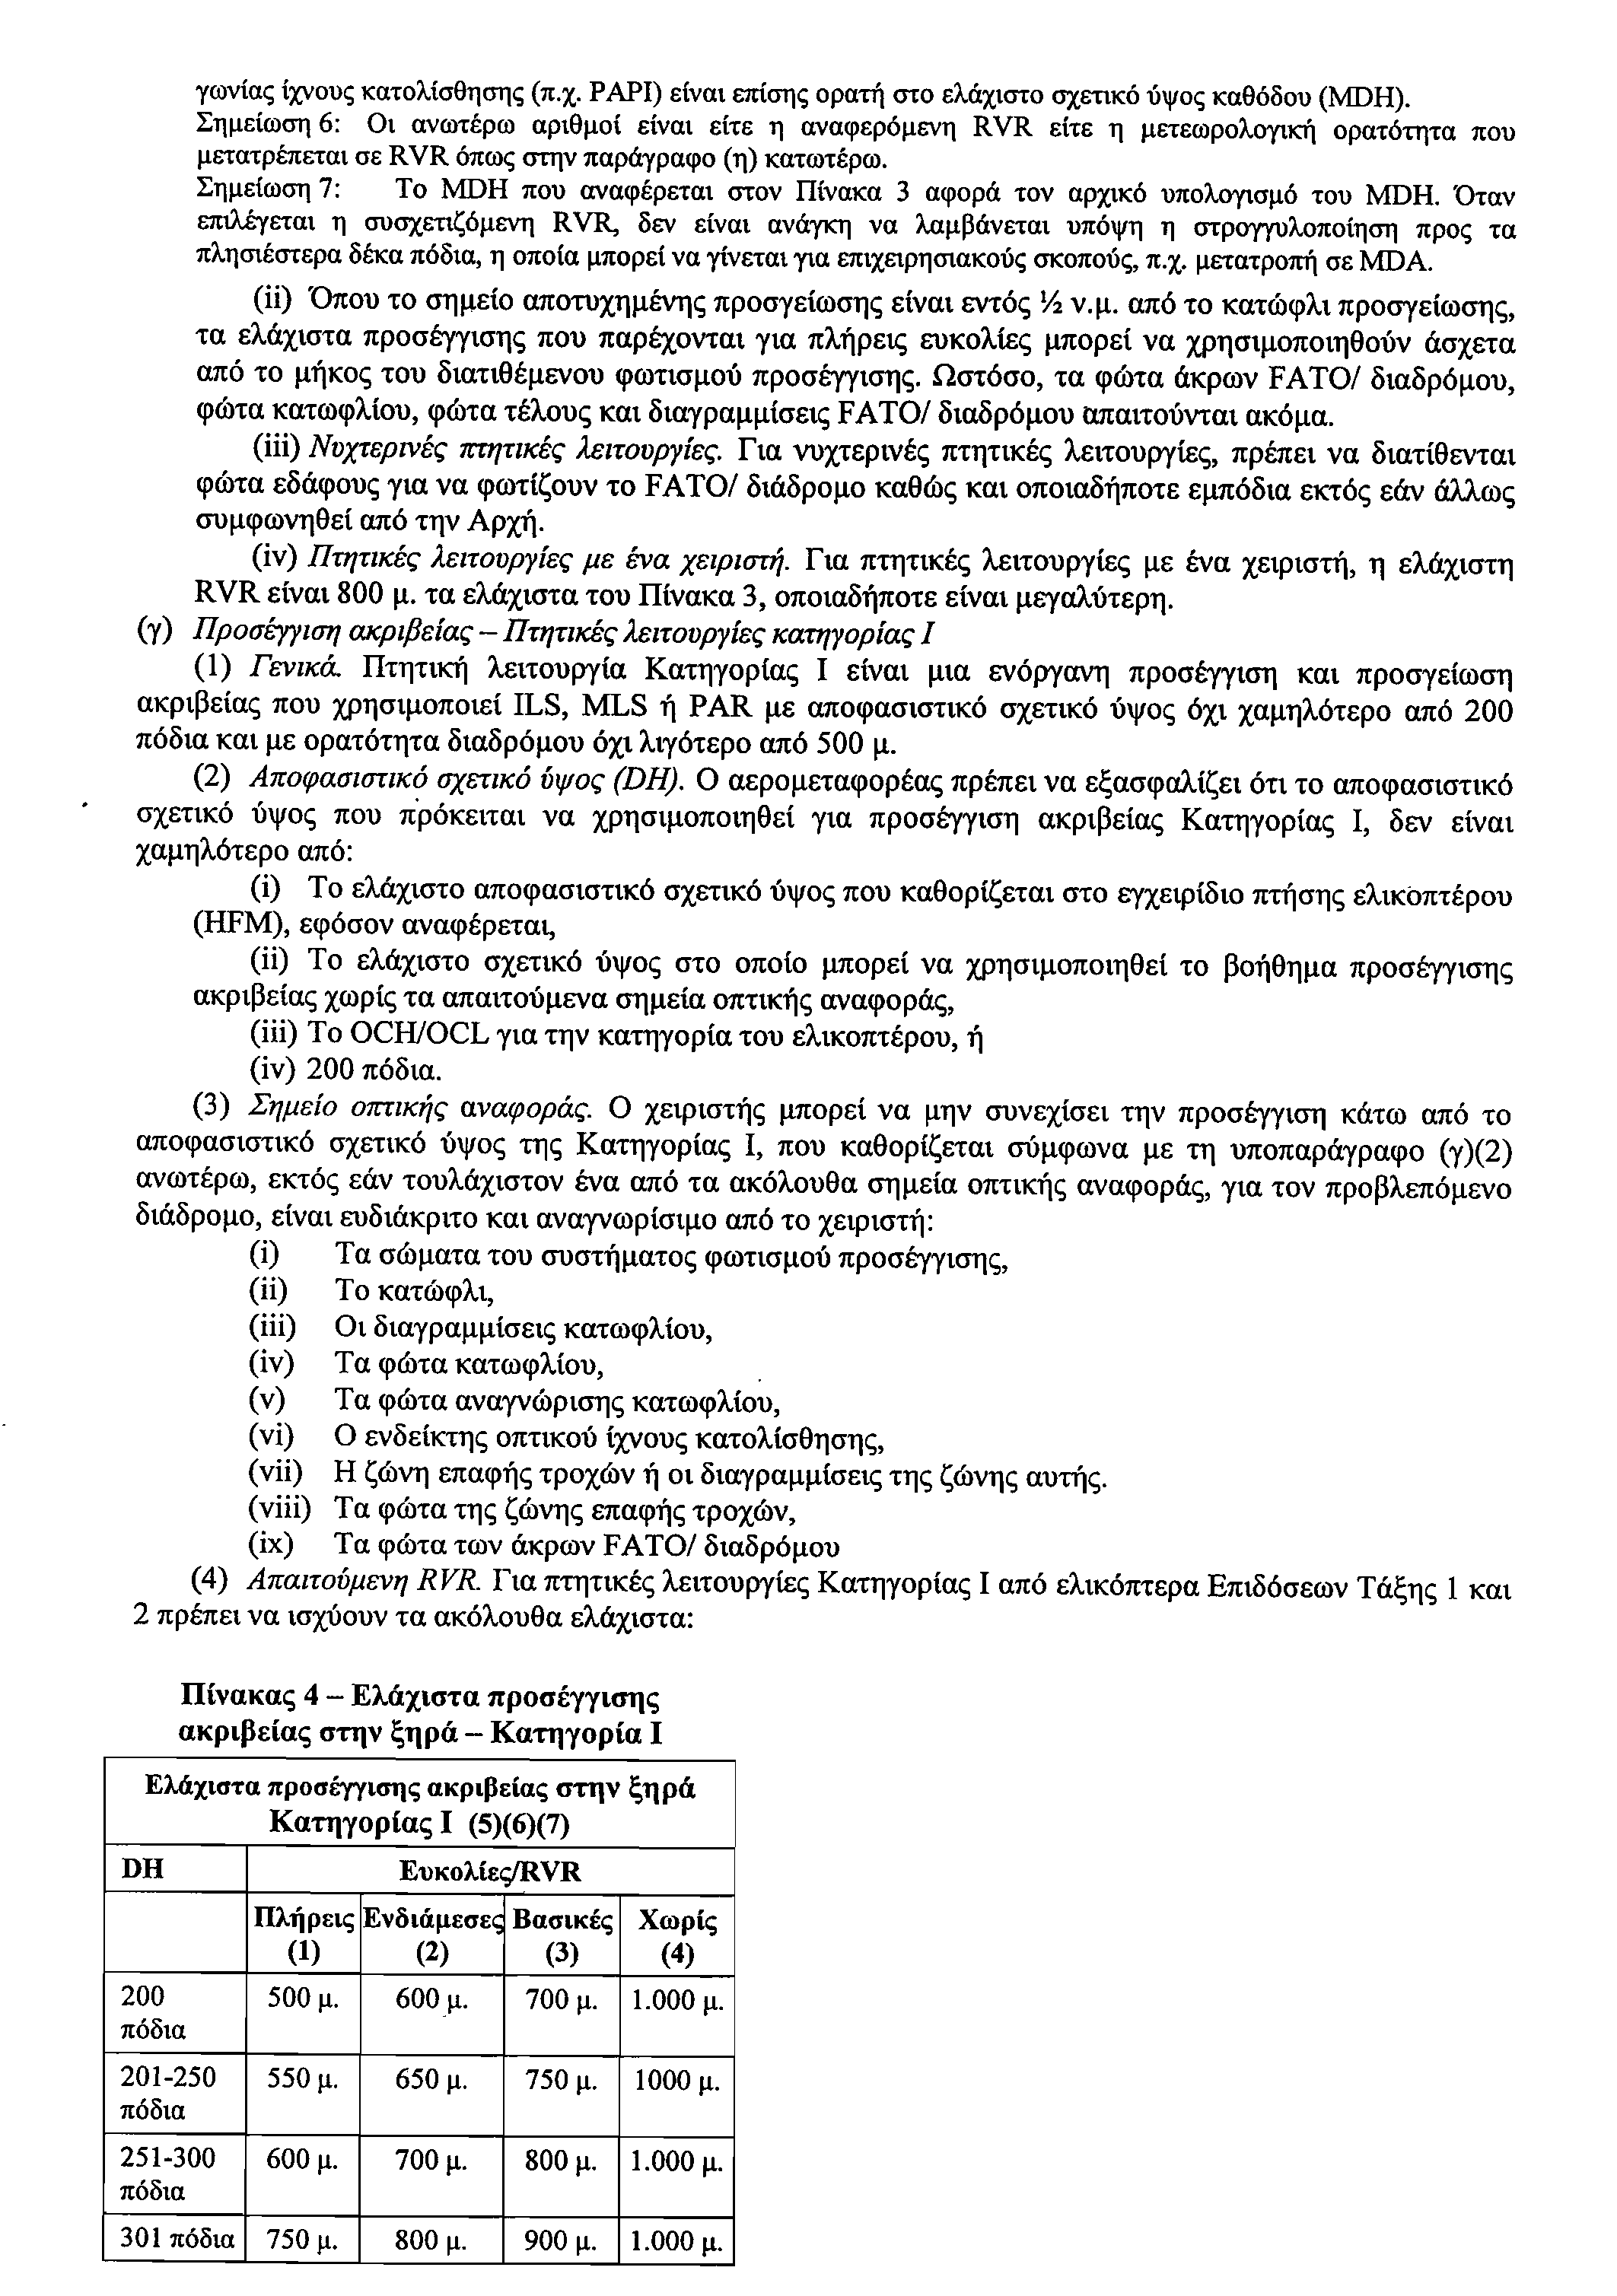 γωνίας ίχνους κατολίσθησης (π.χ. PAPI) είναι επίσης ορατή στο ελάχιστο σχετικό ύψος καθόδου (MDH).
Σημείωση 6: Οι ανωτέρω αριθμοί είναι είτε η αναφερόμενη RVR είτε η μετεωρολογική ορατότητα που
μετατρέπεται σε RVR όπως στην παράγραφο (η) κατωτέρω.
Σημείωση 7: Το MDH που αναφέρεται στον Πίνακα 3 αφορά τον αρχικό υπολογισμό του MDH. Όταν
επιλέγεται η συσχετιζόμενη RVR, δεν είναι ανάγκη να λαμβάνεται υπόψη η στρογγυλοποίηση προς τα
πλησιέστερα δέκα πόδια, η οποία μπορεί να γίνεται για επιχειρησιακούς σκοπούς, π.χ. μετατροπή σε MDA.
(ii) Όπου το σημείο αποτυχημένης προσγείωσης είναι εντός ½ ν.μ. από το κατώφλι προσγείωσης,
τα ελάχιστα προσέγγισης που παρέχονται για πλήρεις ευκολίες μπορεί να χρησιμοποιηθούν άσχετα
από το μήκος του διατιθέμενου φωτισμού προσέγγισης. Ωστόσο, τα φώτα άκρων FATO/ διαδρόμου,
φώτα κατωφλίου, φώτα τέλους και διαγραμμίσεις FATO/ διαδρόμου απαιτούνται ακόμα.
(iii) Νυχτερινές πτητικές λειτουργίες. Για νυχτερινές πτητικές λειτουργίες, πρέπει να διατίθενται
φώτα εδάφους για να φωτίζουν το FATO/ διάδρομο καθώς και οποιαδήποτε εμπόδια εκτός εάν άλλως
συμφωνηθεί από την Αρχή.
(iv) Πτητικές λειτουργίες με ένα χειριστή. Για πτητικές λειτουργίες με ένα χειριστή, η ελάχιστη
RVR είναι 800 μ. τα ελάχιστα του Πίνακα 3, οποιαδήποτε είναι μεγαλύτερη.
(γ) Προσέγγιση ακριβείας – Πτητικές λειτουργίες κατηγορίας I
(1) Γενικά. Πτητική λειτουργία Κατηγορίας I είναι μια ενόργανη προσέγγιση και προσγείωση
ακριβείας που χρησιμοποιεί ILS, MLS ή PAR με αποφασιστικό σχετικό ύψος όχι χαμηλότερο από 200
πόδια και με ορατότητα διαδρόμου όχι λιγότερο από 500 μ.
(2) Αποφασιστικό σχετικό ύψος (DH). Ο αερομεταφορέας πρέπει να εξασφαλίζει ότι το αποφασιστικό
σχετικό ύψος που πρόκειται να χρησιμοποιηθεί για προσέγγιση ακριβείας Κατηγορίας I, δεν είναι
χαμηλότερο από:
(i) Το ελάχιστο αποφασιστικό σχετικό ύψος που καθορίζεται στο εγχειρίδιο πτήσης ελικοπτέρου
(HFM), εφόσον αναφέρεται,
(ii) Το ελάχιστο σχετικό ύψος στο οποίο μπορεί να χρησιμοποιηθεί το βοήθημα προσέγγισης
ακριβείας χωρίς τα απαιτούμενα σημεία οπτικής αναφοράς,
(iii) Το OCH/OCL για την κατηγορία του ελικοπτέρου, ή
(iv) 200 πόδια.
(3) Σημείο οπτικής αναφοράς. Ο χειριστής μπορεί να μην συνεχίσει την προσέγγιση κάτω από το
αποφασιστικό σχετικό ύψος της Κατηγορίας I, που καθορίζεται σύμφωνα με τη υποπαράγραφο (γ)(2)
ανωτέρω, εκτός εάν τουλάχιστον ένα από τα ακόλουθα σημεία οπτικής αναφοράς, για τον προβλεπόμενο
διάδρομο, είναι ευδιάκριτο και αναγνωρίσιμο από το χειριστή:
(i) Τα σώματα του συστήματος φωτισμού προσέγγισης,
(ii) Το κατώφλι,
(iii) Οι διαγραμμίσεις κατωφλίου,
(iv) Τα φώτα κατωφλίου,
(v) Τα φώτα αναγνώρισης κατωφλίου,
(vi) Ο ενδείκτης οπτικού ίχνους κατολίσθησης,
(vii) Η ζώνη επαφής τροχών ή οι διαγραμμίσεις της ζώνης αυτής.
(viii) Τα φώτα της ζώνης επαφής τροχών,
(ix) Τα φώτα των άκρων FATO/ διαδρόμου
(4) Απαιτούμενη RVR. Για πτητικές λειτουργίες Κατηγορίας I από ελικόπτερα Επιδόσεων Τάξης 1 και
2 πρέπει να ισχύουν τα ακόλουθα ελάχιστα:
Πίνακας 4 – Ελάχιστα προσέγγισης
ακριβείας στην ξηρά – Κατηγορία I
Ελάχιστα προσέγγισης ακριβείας στην ξηρά
Κατηγορίας I (5)(6)(7)
DH Ευκολίες/RVR
Πλήρεις Ενδιάμεσες Βασικές Χωρίς
(1) (2) (3) (4)
200 500 μ. 600 μ. 700 μ. 1.000 μ.
πόδια
201-250 550 μ. 650 μ. 750 μ. 1000 μ.
πόδια
251-300 600 μ. 700 μ. 800 μ. 1.000 μ.
πόδια
301 πόδια 750 μ. 800 μ. 900 μ. 1.000 μ.